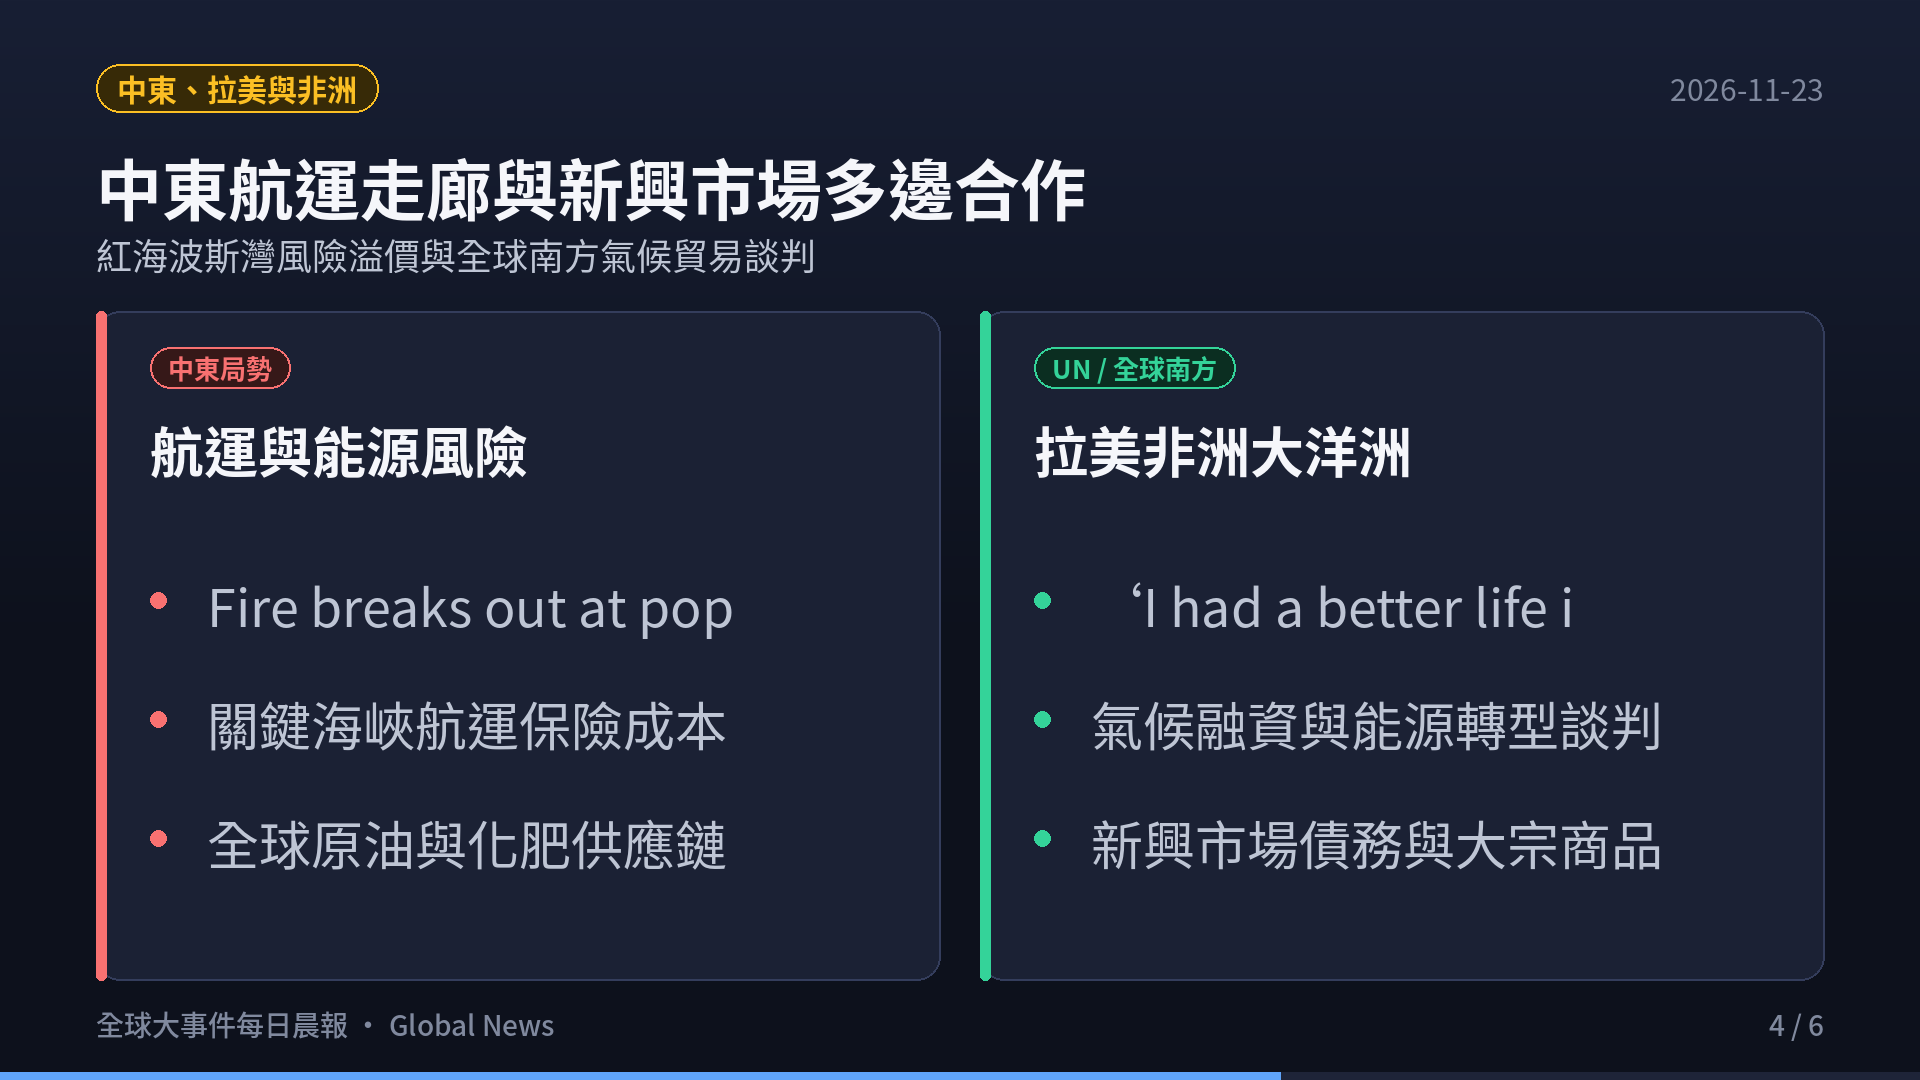 中東、拉美與非洲
2026-11-23
中東航運走廊與新興市場多邊合作
紅海波斯灣風險溢價與全球南方氣候貿易談判
中東局勢
航運與能源風險
Fire breaks out at pop
關鍵海峽航運保險成本
全球原油與化肥供應鏈
UN / 全球南方
拉美非洲大洋洲
‘I had a better life i
氣候融資與能源轉型談判
新興市場債務與大宗商品
全球大事件每日晨報 • Global News
4 / 6